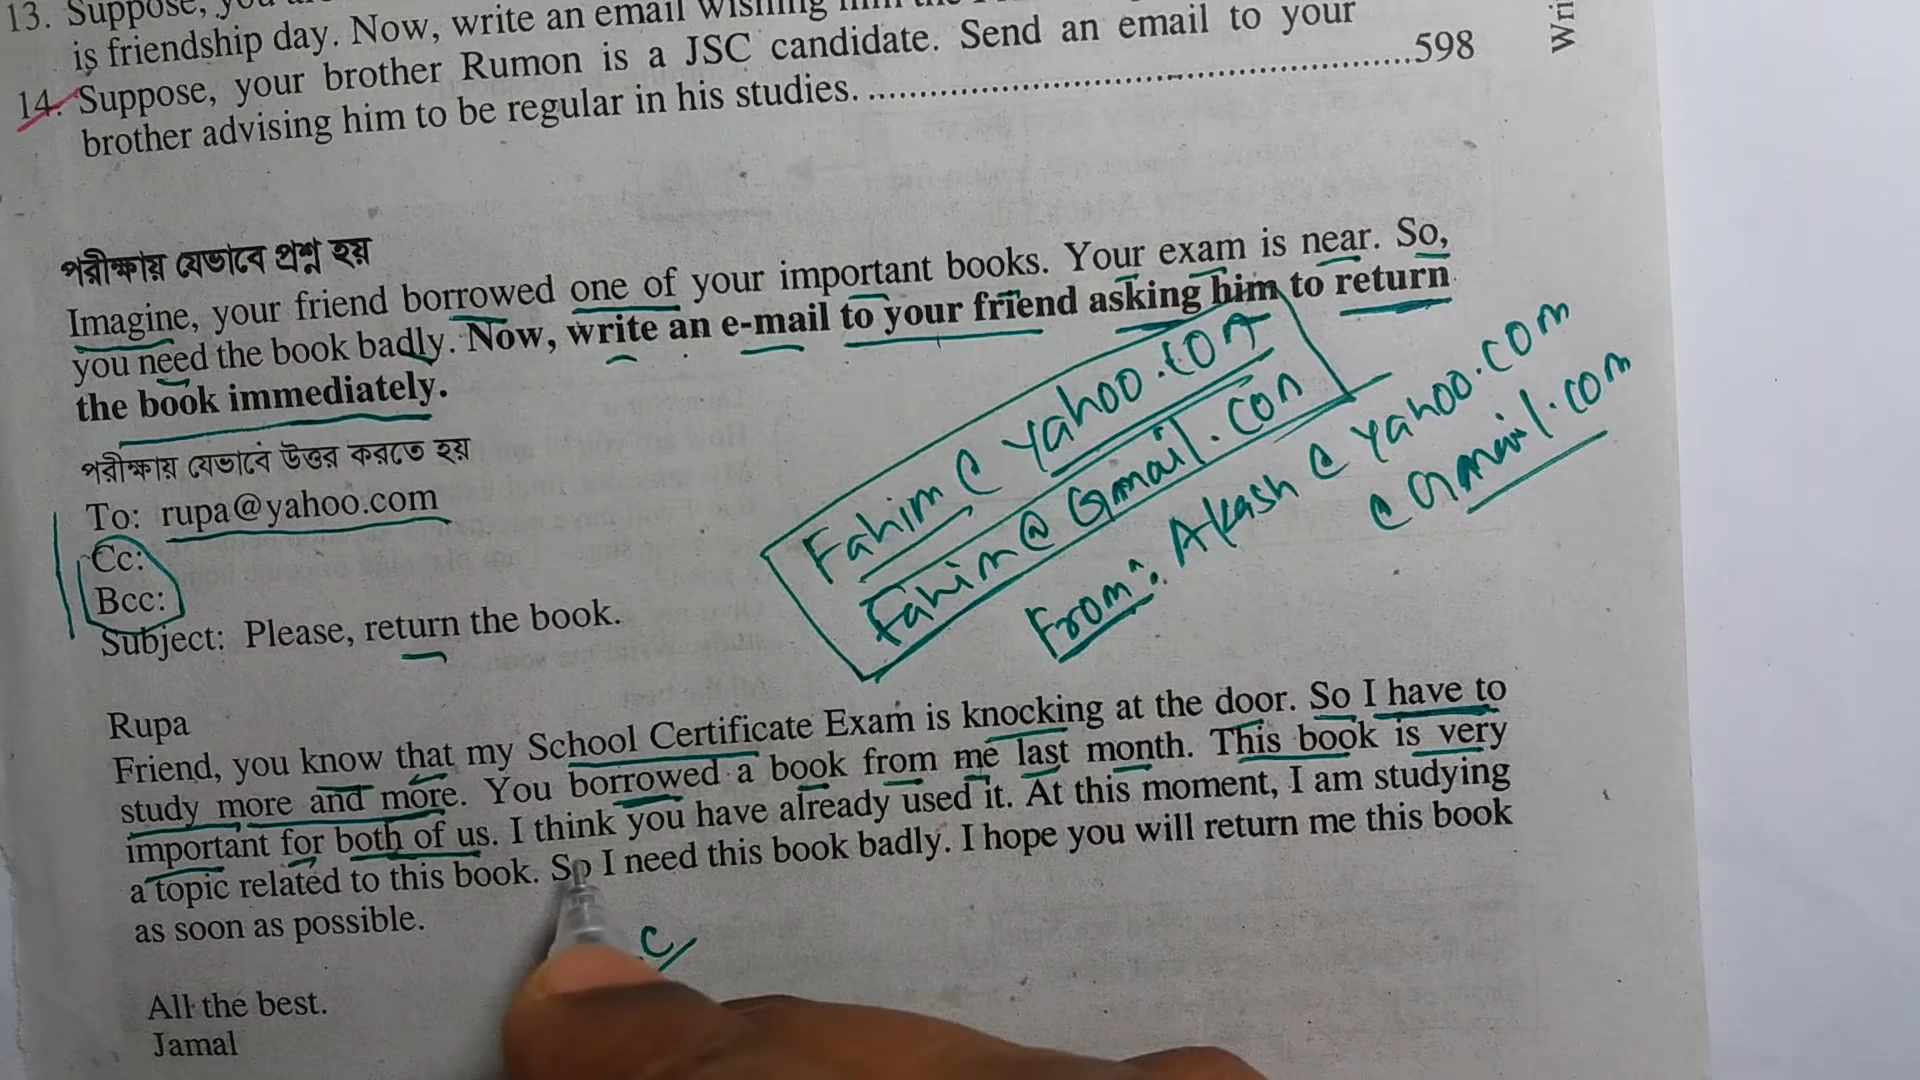 13. Suppose, you
is friendship day. Now, write an email wishing him the
14. Suppose, your brother Rumon is a JSC candidate. Send an email to your
brother advising him to be regular in his studies. ..........................................598
Wri
পরীক্ষায় যেভাবে প্রশ্ন হয়
Imagine, your friend borrowed one of your important books. Your exam is near. So,
you need the book badly. Now, write an e-mail to your friend asking him to return
the book immediately.
পরীক্ষায় যেভাবে উত্তর করতে হয়
To: rupa@yahoo.com
Cc:
Bcc:
Subject: Please, return the book.
Fahim @ Yahoo.com
Fahim @ Gmail.com
From: Akash @ Yahoo.com
@ Gmail.com
Rupa
Friend, you know that my School Certificate Exam is knocking at the door. So I have to
study more and more. You borrowed a book from me last month. This book is very
important for both of us. I think you have already used it. At this moment, I am studying
a topic related to this book. So I need this book badly. I hope you will return me this book
as soon as possible.
c
All the best.
Jamal